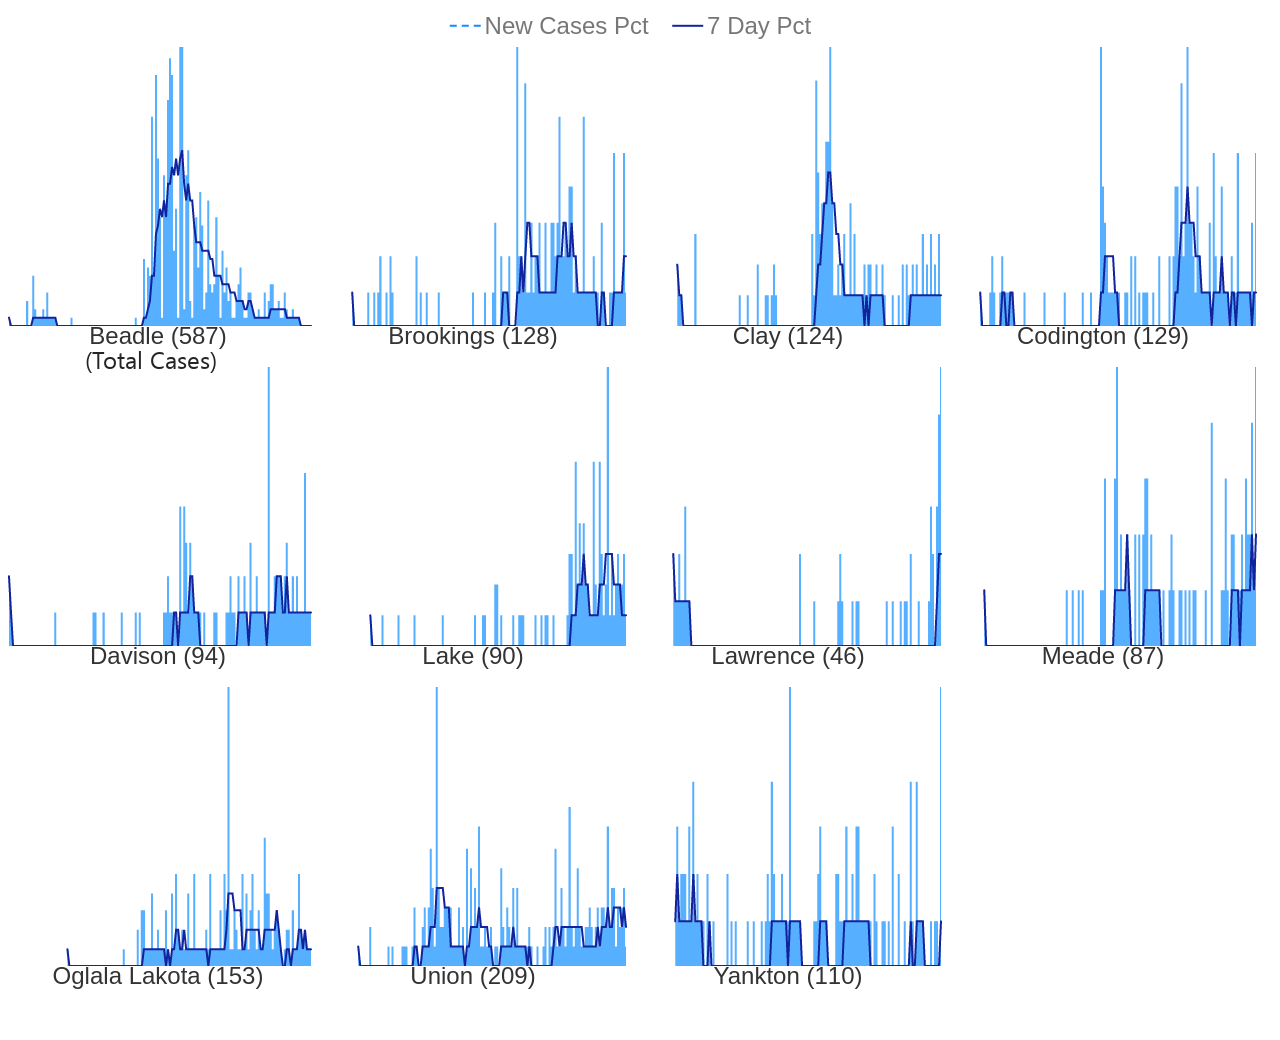 New Cases Pct 7 Day Pct
Beadle (587) Brookings (128) Clay (124) Codington (129)
(Total Cases)
Davison (94) Lake (90) Lawrence (46) Meade (87)
Oglala Lakota (153) Union (209) Yankton (110)